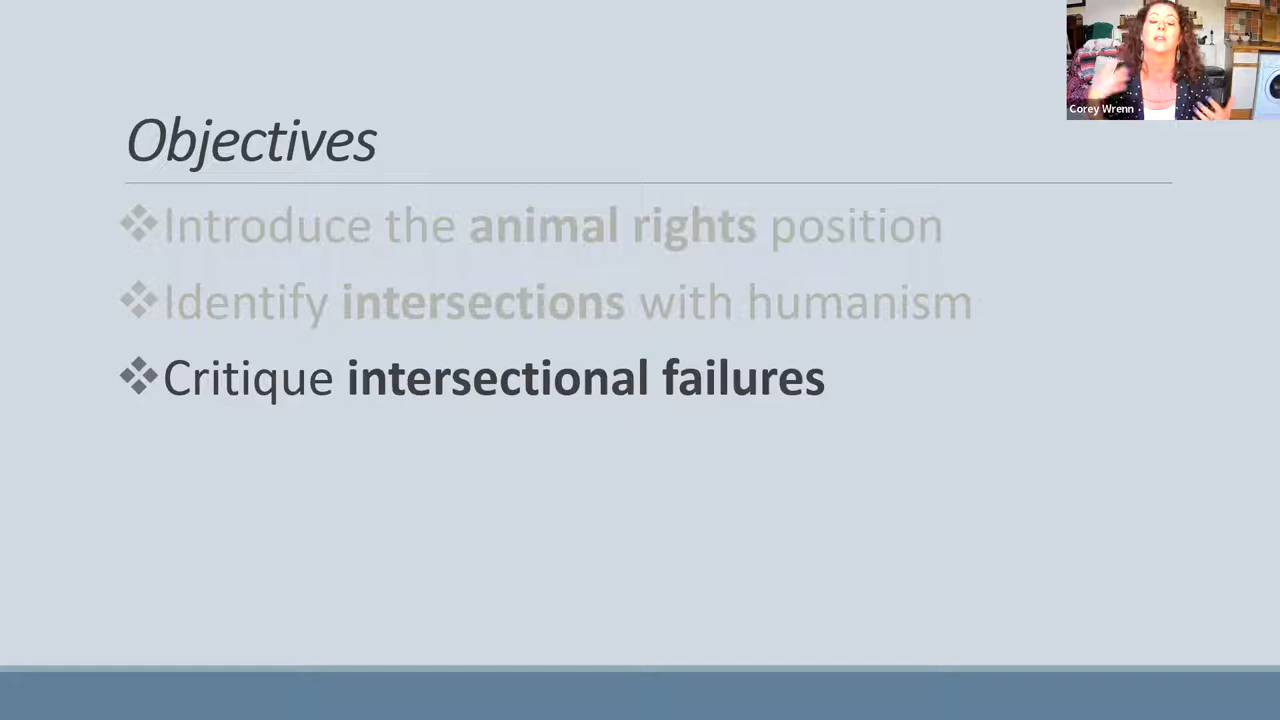 Corey Wrenn
Objectives
❖Introduce the animal rights position
❖Identify intersections with humanism
❖Critique intersectional failures